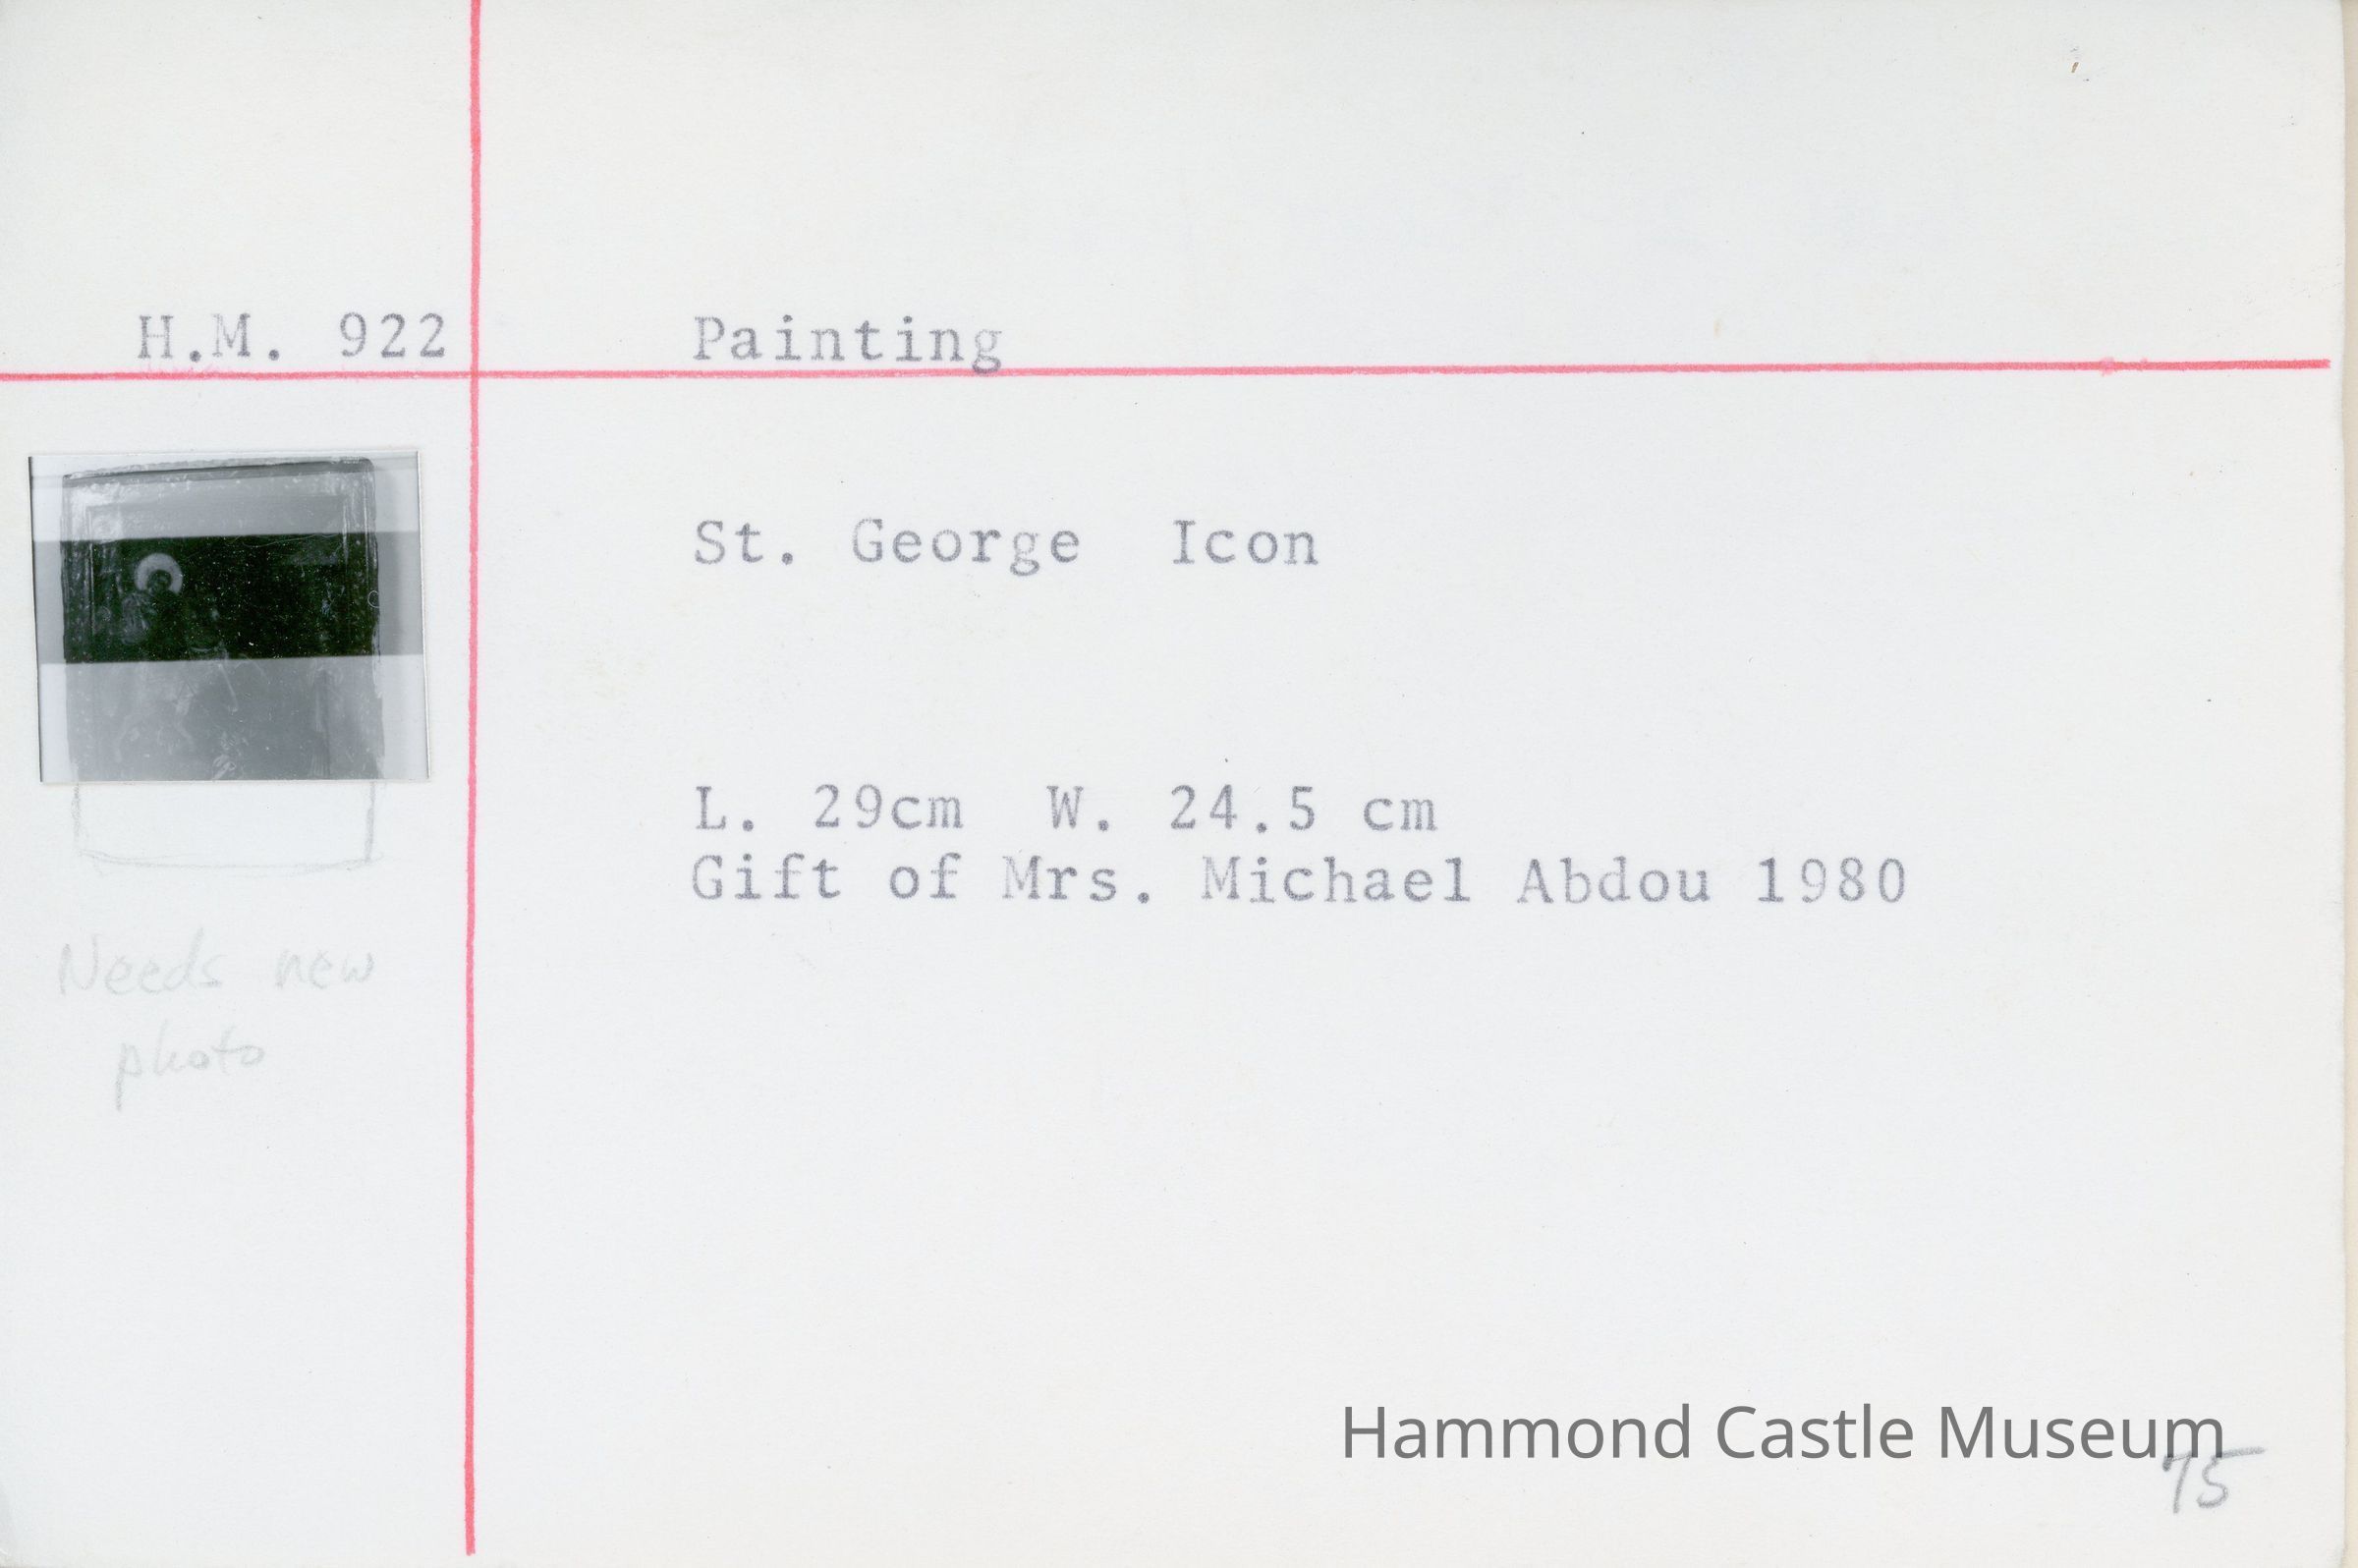 H.M. 922
Painting
St. George Icon
L. 29cm W. 24.5 cm
Gift of Mrs. Michael Abdou 1980
Needs new
photo
Hammond Castle Museum
75